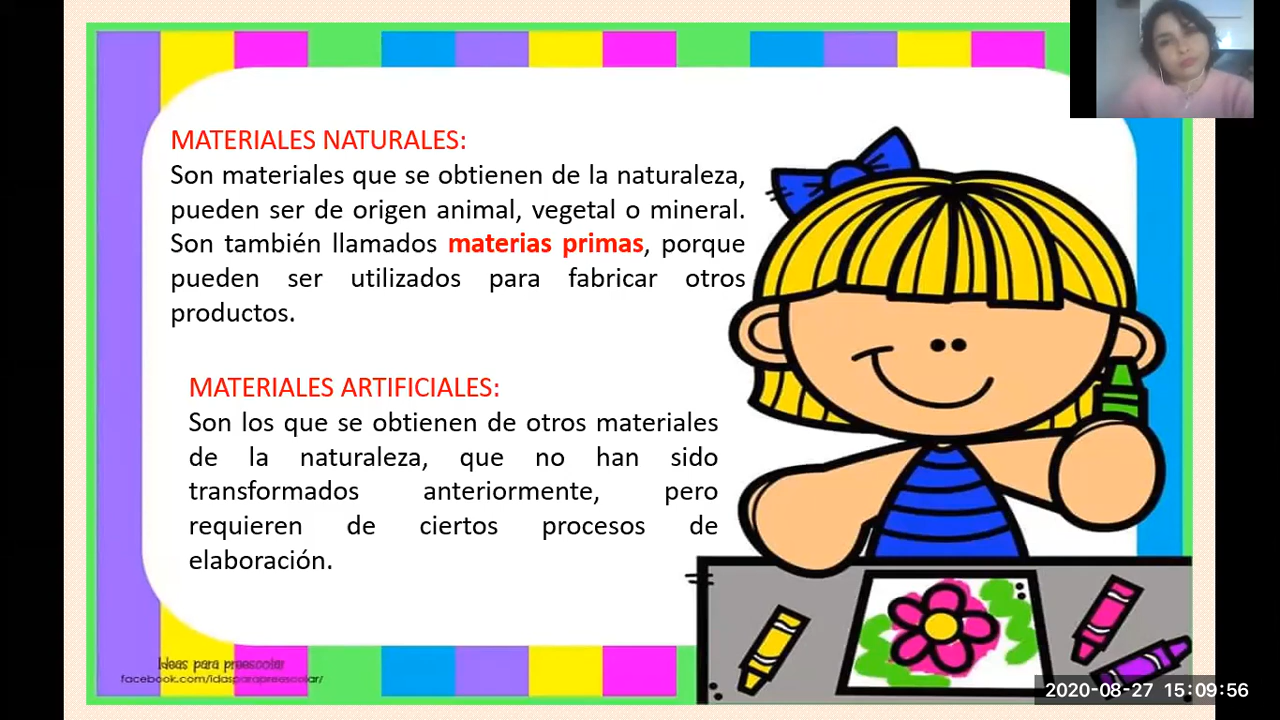 MATERIALES NATURALES:
Son materiales que se obtienen de la naturaleza,
pueden ser de origen animal, vegetal o mineral.
Son también llamados materias primas, porque
pueden ser utilizados para fabricar otros
productos.
MATERIALES ARTIFICIALES:
Son los que se obtienen de otros materiales
de la naturaleza, que no han sido
transformados anteriormente, pero
requieren de ciertos procesos de
elaboración.
Ideas para preescolar
facebook.com/idasparapreescolar/
2020-08-27 15:09:56